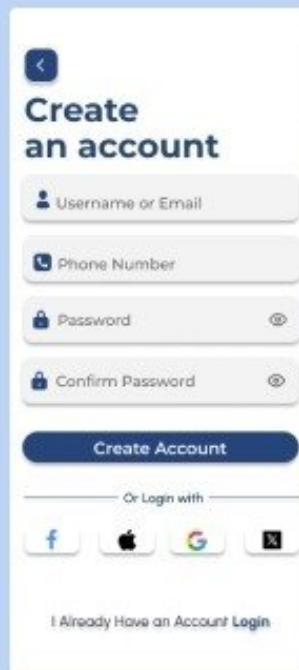 Create
an account
Username or Email
Phone Number
Password
Confirm Password
Create Account
Or Login with
I Already Have an Account Login